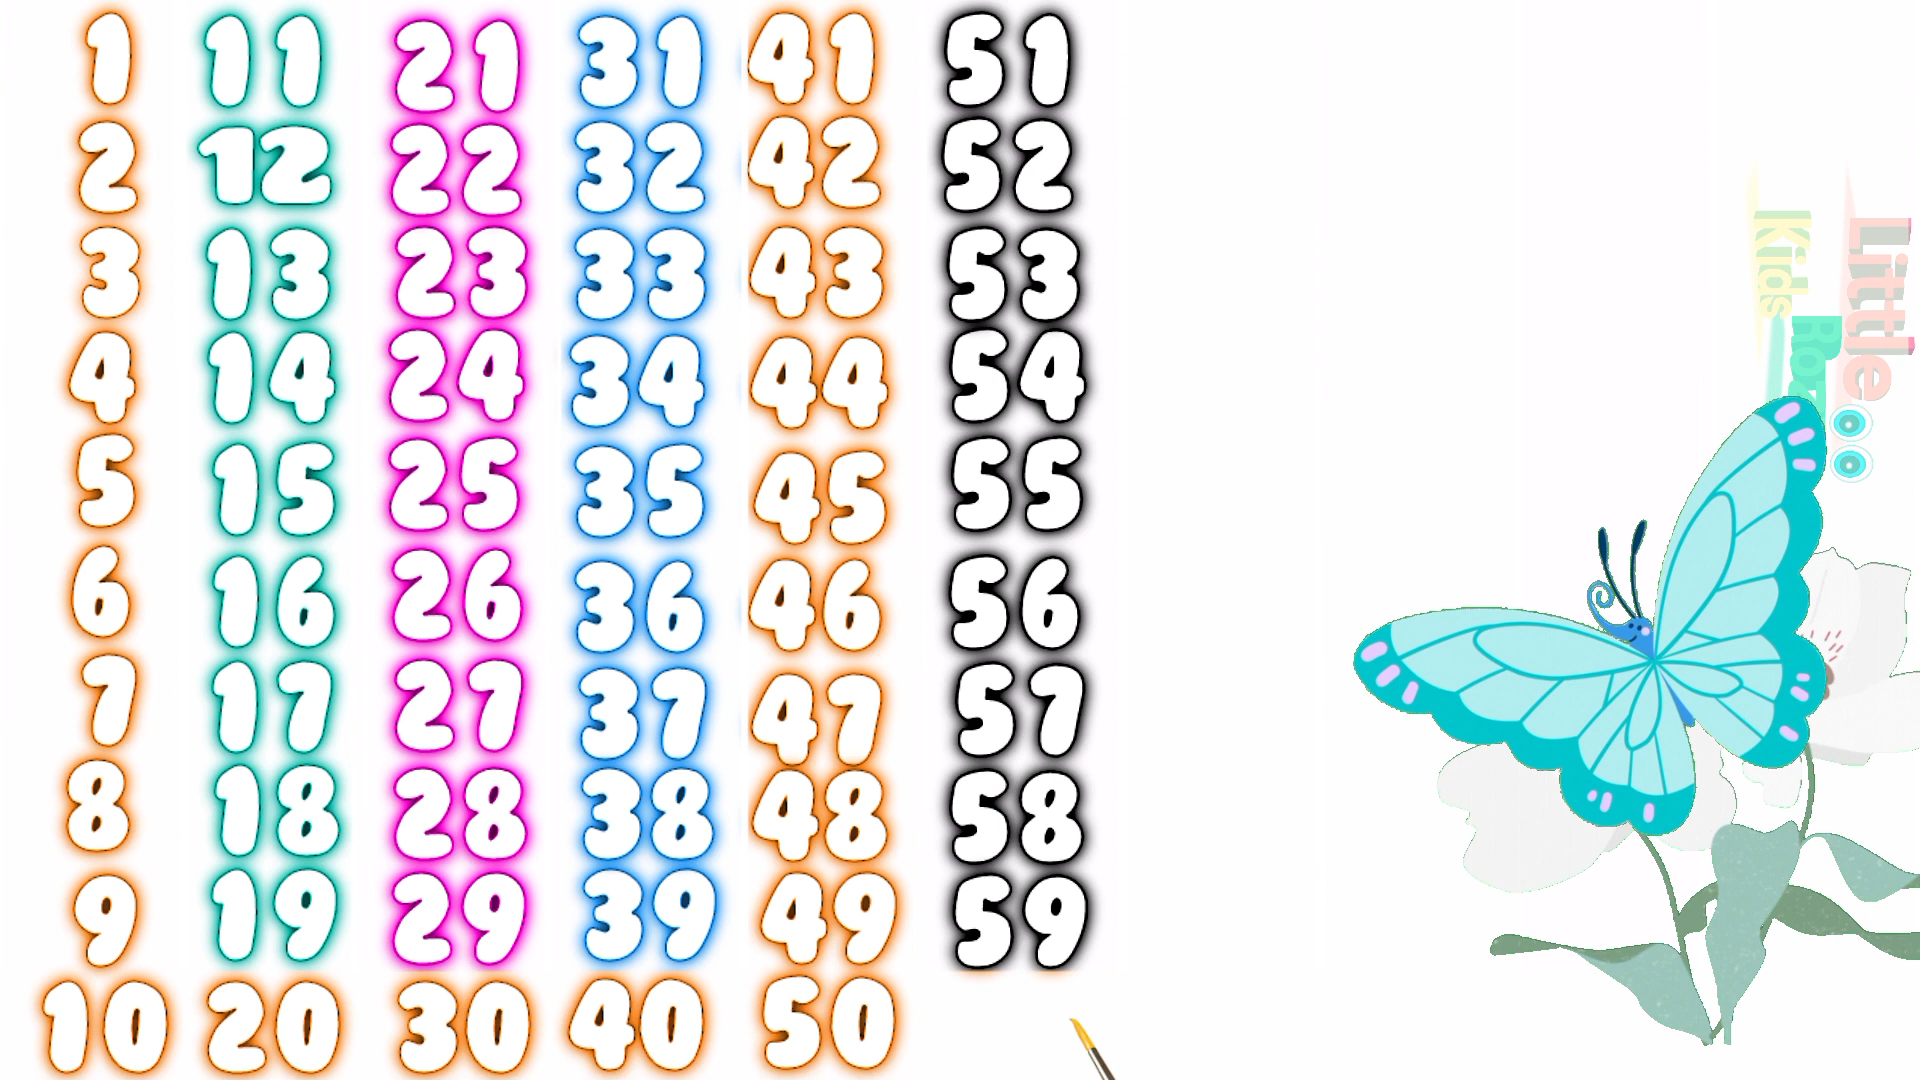 1 11 21 31 41 51
2 12 22 32 42 52
3 13 23 33 43 53
4 14 24 34 44 54
5 15 25 35 45 55
6 16 26 36 46 56
7 17 27 37 47 57
8 18 28 38 48 58
9 19 29 39 49 59
10 20 30 40 50
Little
Kids